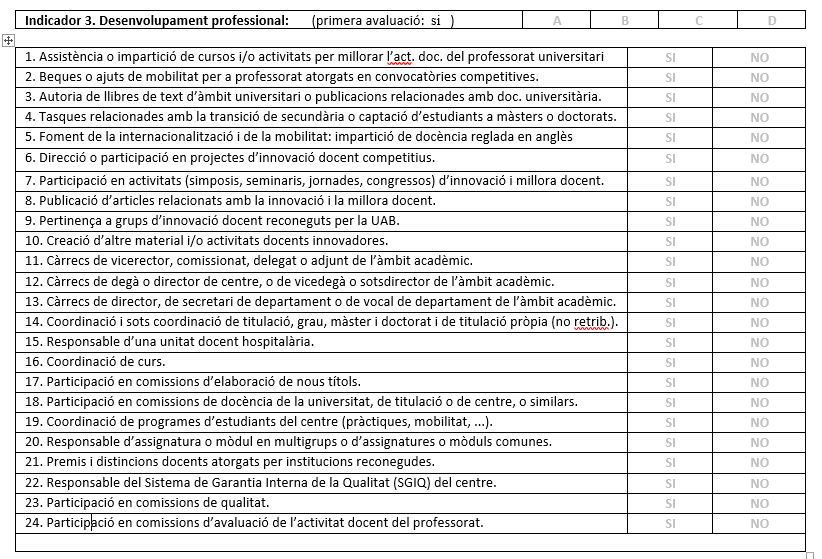 Indicador 3. Desenvolupament professional: (primera avaluació: si ) A B C D
1. Assistència o impartició de cursos i/o activitats per millorar l’act. doc. del professorat universitari SI NO
2. Beques o ajuts de mobilitat per a professorat atorgats en convocatòries competitives. SI NO
3. Autoria de llibres de text d’àmbit universitari o publicacions relacionades amb doc. universitària. SI NO
4. Tasques relacionades amb la transició de secundària o captació d’estudiants a màsters o doctorats. SI NO
5. Foment de la internacionalització i de la mobilitat: impartició de docència reglada en anglès SI NO
6. Direcció o participació en projectes d’innovació docent competitius. SI NO
7. Participació en activitats (simposis, seminaris, jornades, congressos) d’innovació i millora docent. SI NO
8. Publicació d’articles relacionats amb la innovació i la millora docent. SI NO
9. Pertinença a grups d’innovació docent reconeguts per la UAB. SI NO
10. Creació d’altre material i/o activitats docents innovadores. SI NO
11. Càrrecs de vicerector, comissionat, delegat o adjunt de l’àmbit acadèmic. SI NO
12. Càrrecs de degà o director de centre, o de vicedegà o sotsdirector de l’àmbit acadèmic. SI NO
13. Càrrecs de director, de secretari de departament o de vocal de departament de l’àmbit acadèmic. SI NO
14. Coordinació i sots coordinació de titulació, grau, màster i doctorat i de titulació pròpia (no retrib.). SI NO
15. Responsable d’una unitat docent hospitalària. SI NO
16. Coordinació de curs. SI NO
17. Participació en comissions d’elaboració de nous títols. SI NO
18. Participació en comissions de docència de la universitat, de titulació o de centre, o similars. SI NO
19. Coordinació de programes d’estudiants del centre (pràctiques, mobilitat, ...). SI NO
20. Responsable d’assignatura o mòdul en multigrups o d’assignatures o mòduls comunes. SI NO
21. Premis i distincions docents atorgats per institucions reconegudes. SI NO
22. Responsable del Sistema de Garantia Interna de la Qualitat (SGIQ) del centre. SI NO
23. Participació en comissions de qualitat. SI NO
24. Participació en comissions d’avaluació de l’activitat docent del professorat. SI NO